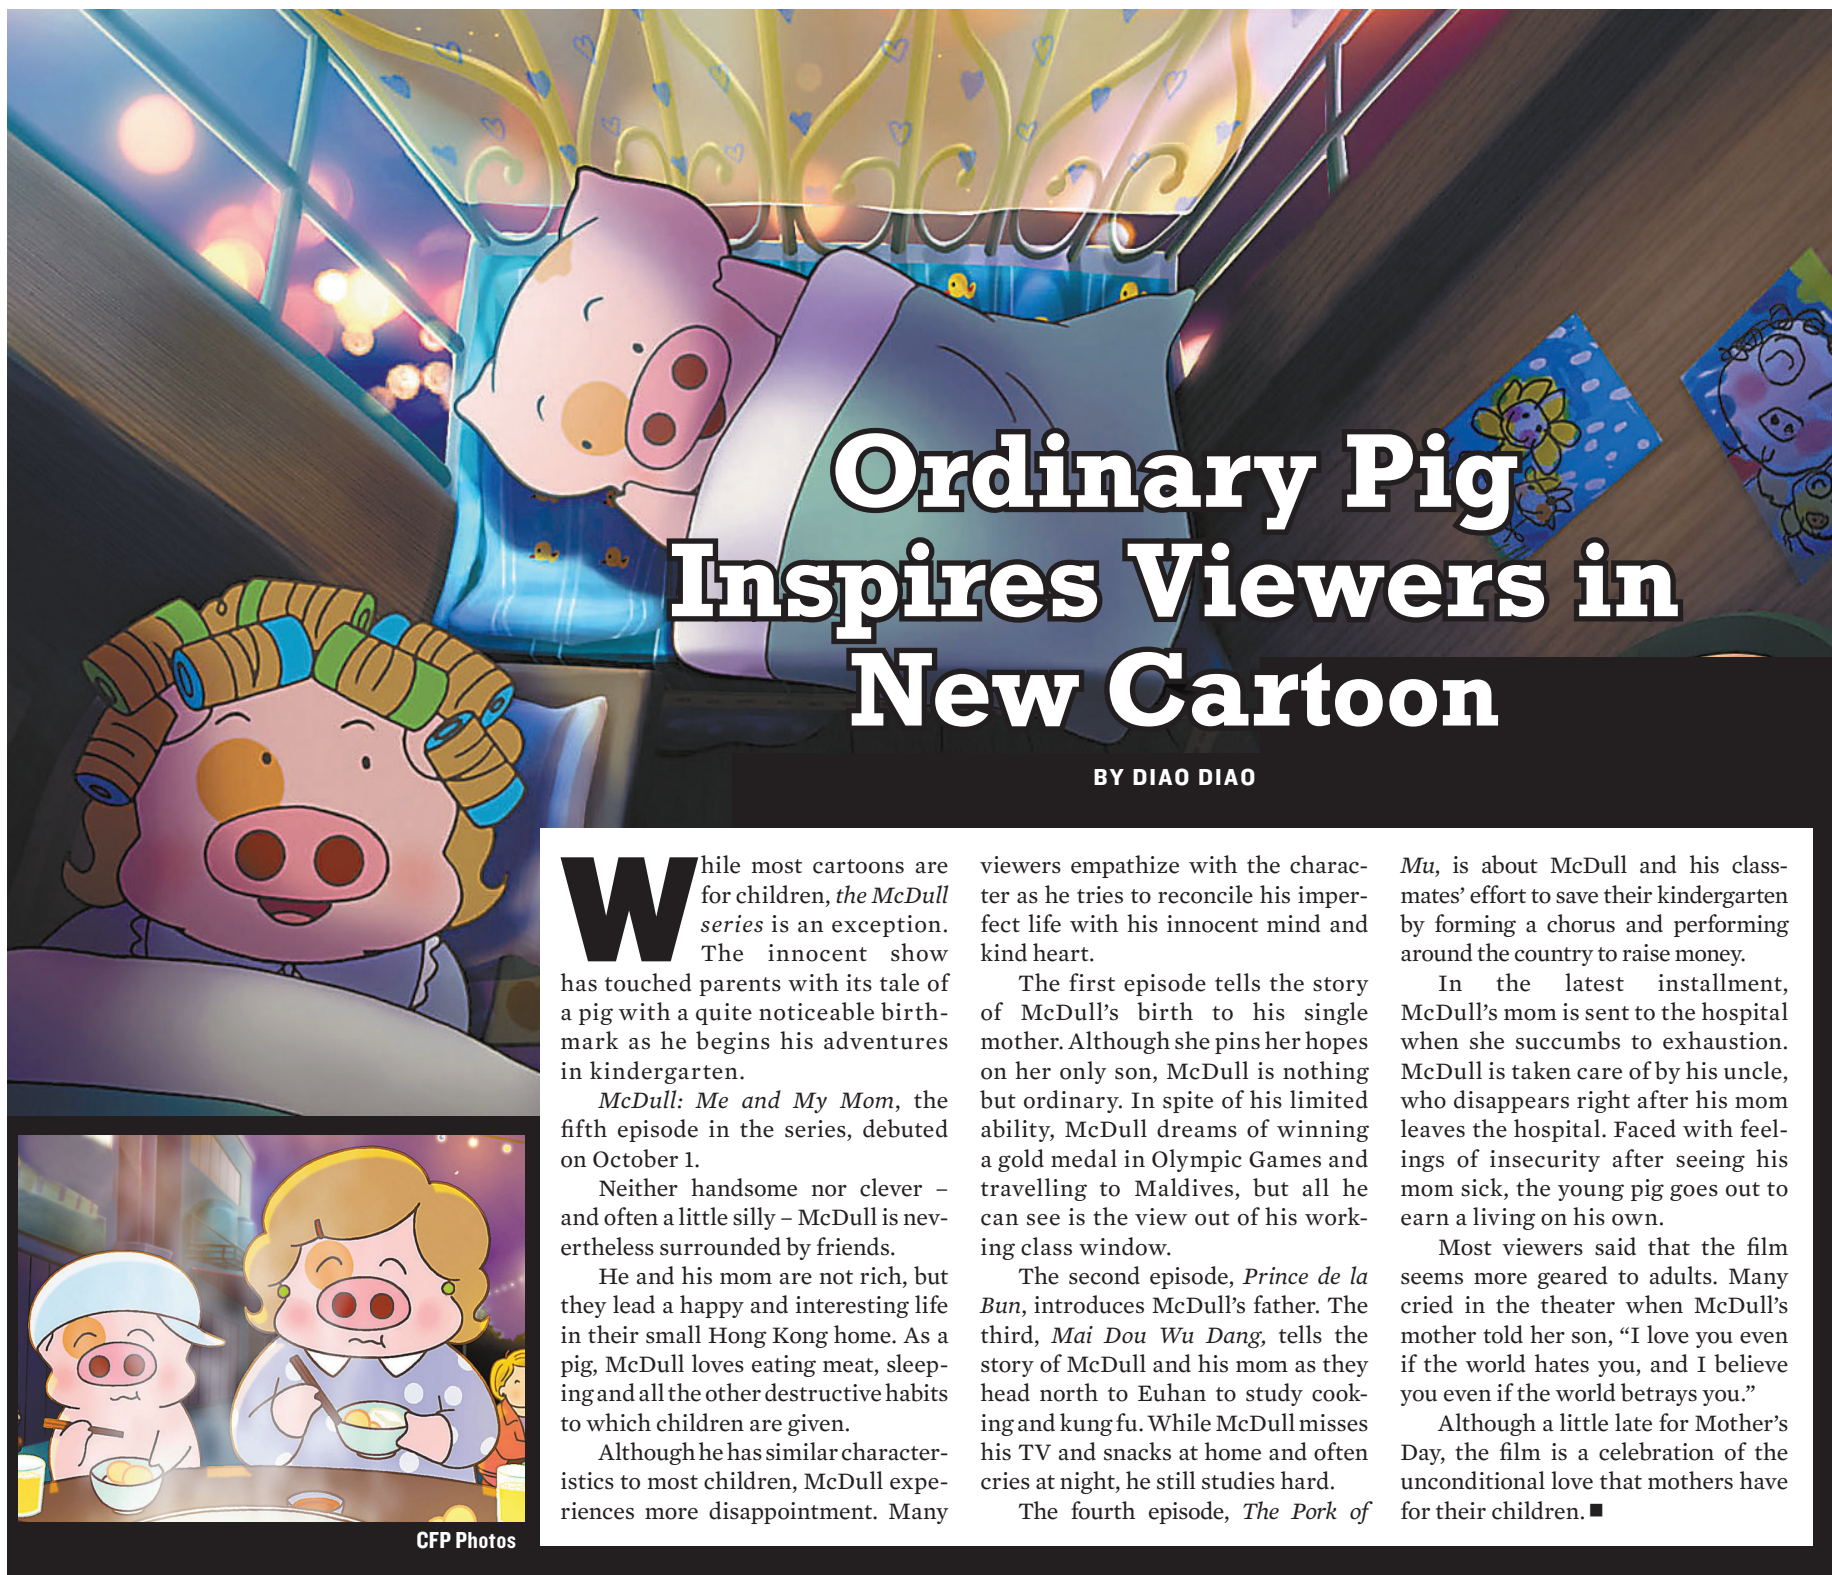 Ordinary Pig
Inspires Viewers in
New Cartoon
BY DIAO DIAO
While most cartoons are
for children, the McDull
series is an exception.
The innocent show
has touched parents with its tale of
a pig with a quite noticeable birth-
mark as he begins his adventures
in kindergarten.
McDull: Me and My Mom, the
fifth episode in the series, debuted
on October 1.
Neither handsome nor clever –
and often a little silly – McDull is nev-
ertheless surrounded by friends.
He and his mom are not rich, but
they lead a happy and interesting life
in their small Hong Kong home. As a
pig, McDull loves eating meat, sleep-
ing and all the other destructive habits
to which children are given.
Although he has similar character-
istics to most children, McDull expe-
riences more disappointment. Many
viewers empathize with the charac-
ter as he tries to reconcile his imper-
fect life with his innocent mind and
kind heart.
The first episode tells the story
of McDull’s birth to his single
mother. Although she pins her hopes
on her only son, McDull is nothing
but ordinary. In spite of his limited
ability, McDull dreams of winning
a gold medal in Olympic Games and
travelling to Maldives, but all he
can see is the view out of his work-
ing class window.
The second episode, Prince de la
Bun, introduces McDull’s father. The
third, Mai Dou Wu Dang, tells the
story of McDull and his mom as they
head north to Euhan to study cook-
ing and kung fu. While McDull misses
his TV and snacks at home and often
cries at night, he still studies hard.
The fourth episode, The Pork of
Mu, is about McDull and his class-
mates’ effort to save their kindergarten
by forming a chorus and performing
around the country to raise money.
In the latest installment,
McDull’s mom is sent to the hospital
when she succumbs to exhaustion.
McDull is taken care of by his uncle,
who disappears right after his mom
leaves the hospital. Faced with feel-
ings of insecurity after seeing his
mom sick, the young pig goes out to
earn a living on his own.
Most viewers said that the film
seems more geared to adults. Many
cried in the theater when McDull’s
mother told her son, “I love you even
if the world hates you, and I believe
you even if the world betrays you.”
Although a little late for Mother’s
Day, the film is a celebration of the
unconditional love that mothers have
for their children. ■
CFP Photos